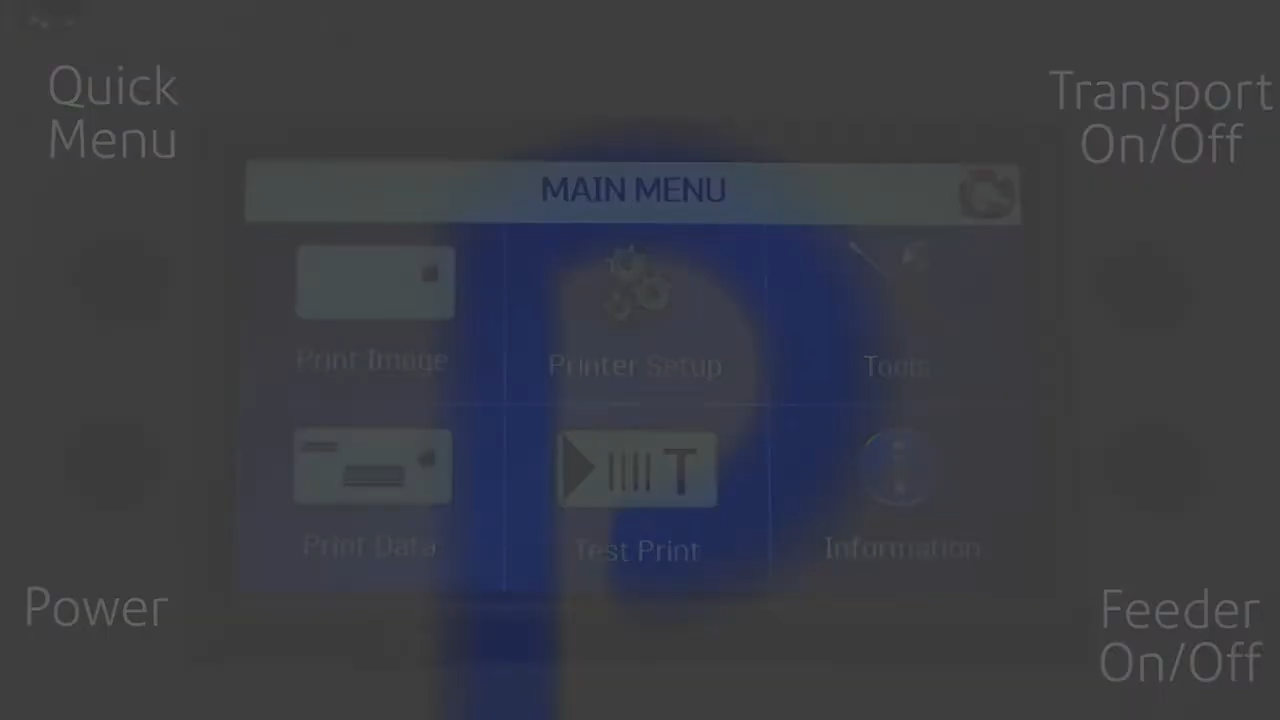 Quick
Menu
Transport
On/Off
MAIN MENU
Print Image
Printer Setup
Tools
Print Data
T
Test Print
Information
Power
Feeder
On/Off